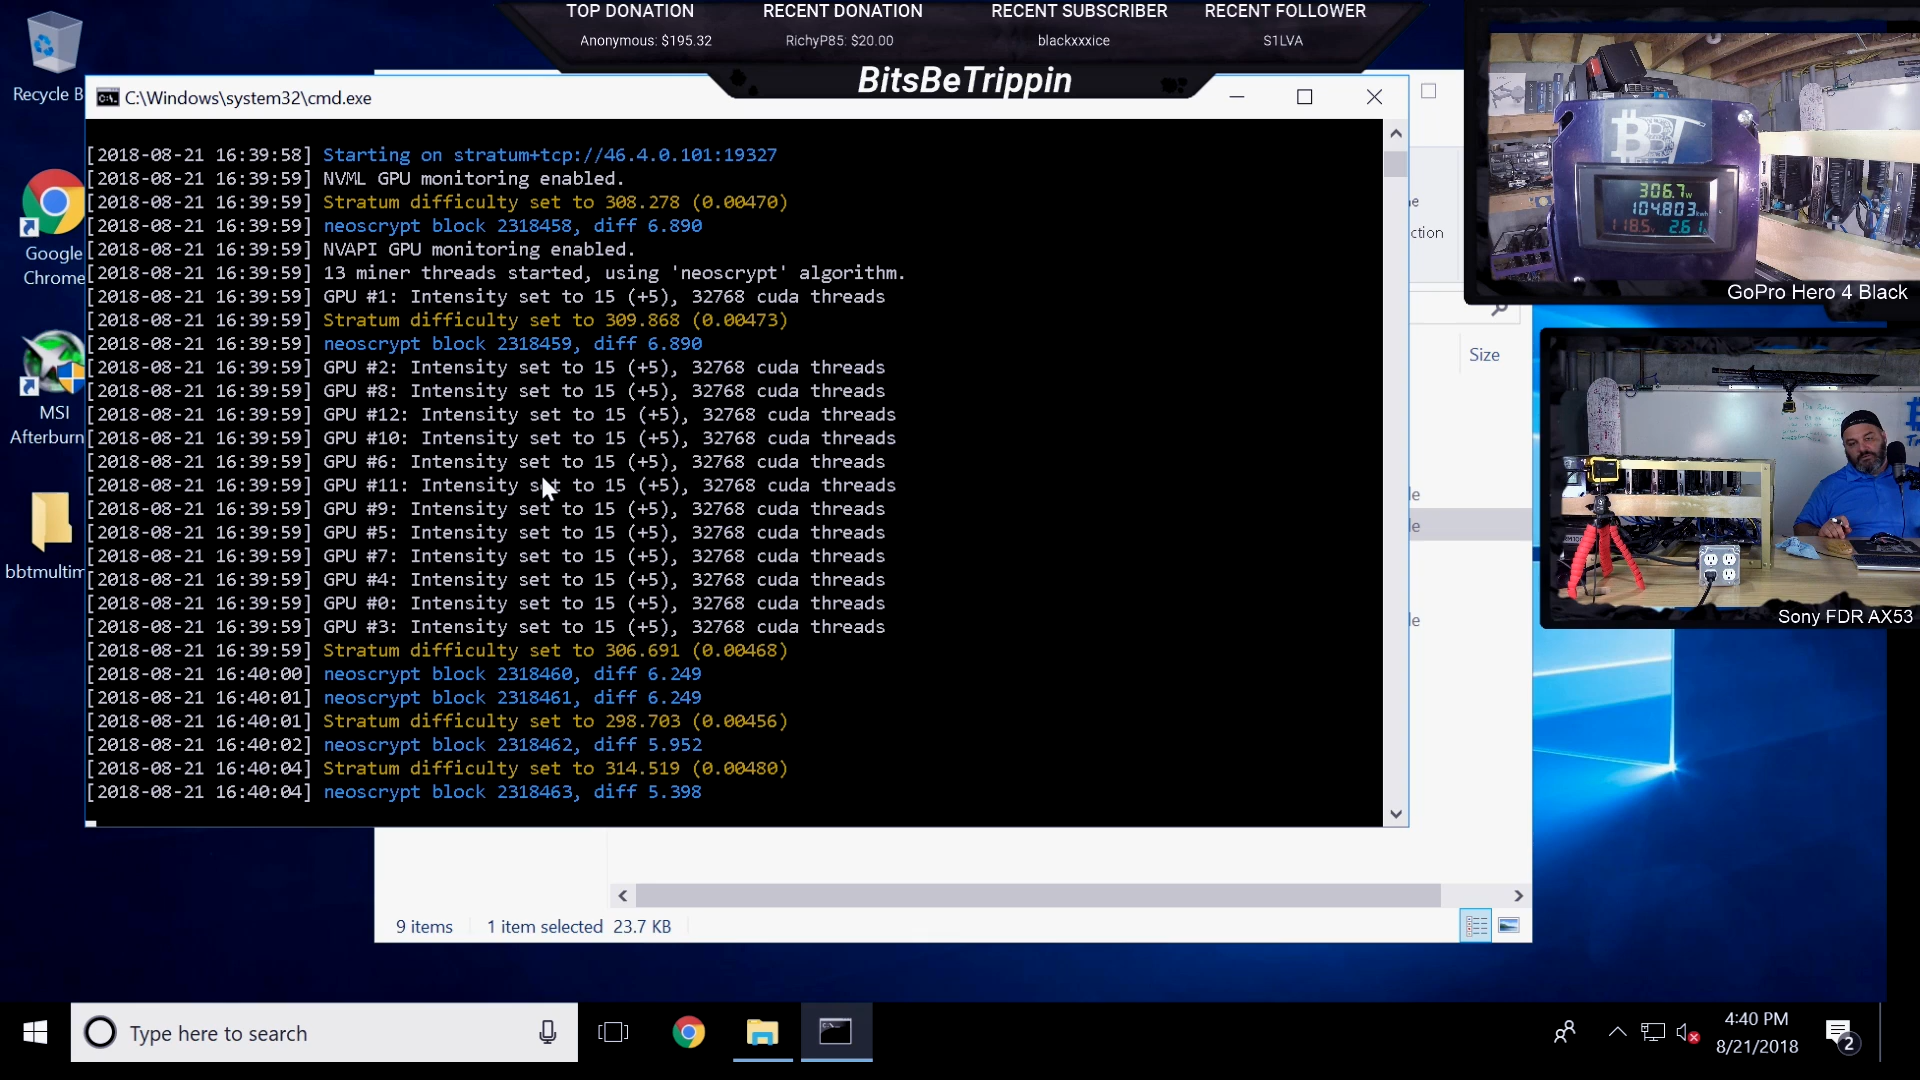 TOP DONATION
RECENT DONATION
RECENT SUBSCRIBER
RECENT FOLLOWER
Anonymous: $195.32
RichyP85: $20.00
blackxxxice
S1LVA
BitsBeTrippin
Recycle B
C:\Windows\system32\cmd.exe
[2018-08-21 16:39:58] Starting on stratum+tcp://46.4.0.101:19327
[2018-08-21 16:39:59] NVML GPU monitoring enabled.
[2018-08-21 16:39:59] Stratum difficulty set to 308.278 (0.00470)
[2018-08-21 16:39:59] neoscrypt block 2318458, diff 6.890
[2018-08-21 16:39:59] NVAPI GPU monitoring enabled.
[2018-08-21 16:39:59] 13 miner threads started, using 'neoscrypt' algorithm.
[2018-08-21 16:39:59] GPU #1: Intensity set to 15 (+5), 32768 cuda threads
[2018-08-21 16:39:59] Stratum difficulty set to 309.868 (0.00473)
[2018-08-21 16:39:59] neoscrypt block 2318459, diff 6.890
[2018-08-21 16:39:59] GPU #2: Intensity set to 15 (+5), 32768 cuda threads
[2018-08-21 16:39:59] GPU #8: Intensity set to 15 (+5), 32768 cuda threads
[2018-08-21 16:39:59] GPU #12: Intensity set to 15 (+5), 32768 cuda threads
[2018-08-21 16:39:59] GPU #10: Intensity set to 15 (+5), 32768 cuda threads
[2018-08-21 16:39:59] GPU #6: Intensity set to 15 (+5), 32768 cuda threads
[2018-08-21 16:39:59] GPU #11: Intensity set to 15 (+5), 32768 cuda threads
[2018-08-21 16:39:59] GPU #9: Intensity set to 15 (+5), 32768 cuda threads
[2018-08-21 16:39:59] GPU #5: Intensity set to 15 (+5), 32768 cuda threads
[2018-08-21 16:39:59] GPU #7: Intensity set to 15 (+5), 32768 cuda threads
[2018-08-21 16:39:59] GPU #4: Intensity set to 15 (+5), 32768 cuda threads
[2018-08-21 16:39:59] GPU #0: Intensity set to 15 (+5), 32768 cuda threads
[2018-08-21 16:39:59] GPU #3: Intensity set to 15 (+5), 32768 cuda threads
[2018-08-21 16:39:59] Stratum difficulty set to 306.691 (0.00468)
[2018-08-21 16:40:00] neoscrypt block 2318460, diff 6.249
[2018-08-21 16:40:01] neoscrypt block 2318461, diff 6.249
[2018-08-21 16:40:01] Stratum difficulty set to 298.703 (0.00456)
[2018-08-21 16:40:02] neoscrypt block 2318462, diff 5.952
[2018-08-21 16:40:04] Stratum difficulty set to 314.519 (0.00480)
[2018-08-21 16:40:04] neoscrypt block 2318463, diff 5.398
Google
Chrome
MSI
Afterburn
bbtmultim
ne
ction
Size
le
le
le
306.7w
104.803
118.5
2.61
GoPro Hero 4 Black
Sony FDR AX53
9 items
1 item selected 23.7 KB
Type here to search
4:40 PM
8/21/2018
2